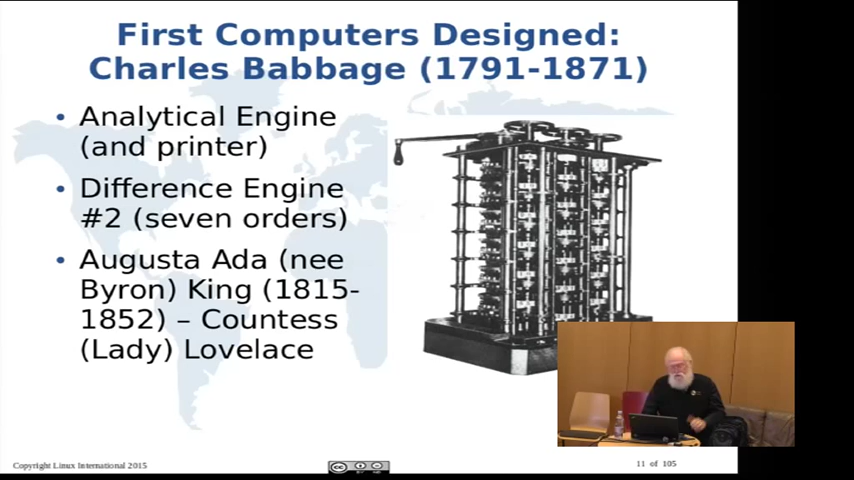 First Computers Designed:
Charles Babbage (1791-1871)
• Analytical Engine
(and printer)
• Difference Engine
#2 (seven orders)
• Augusta Ada (nee
Byron) King (1815-
1852) – Countess
(Lady) Lovelace
Copyright Linux International 2015
11 of 105